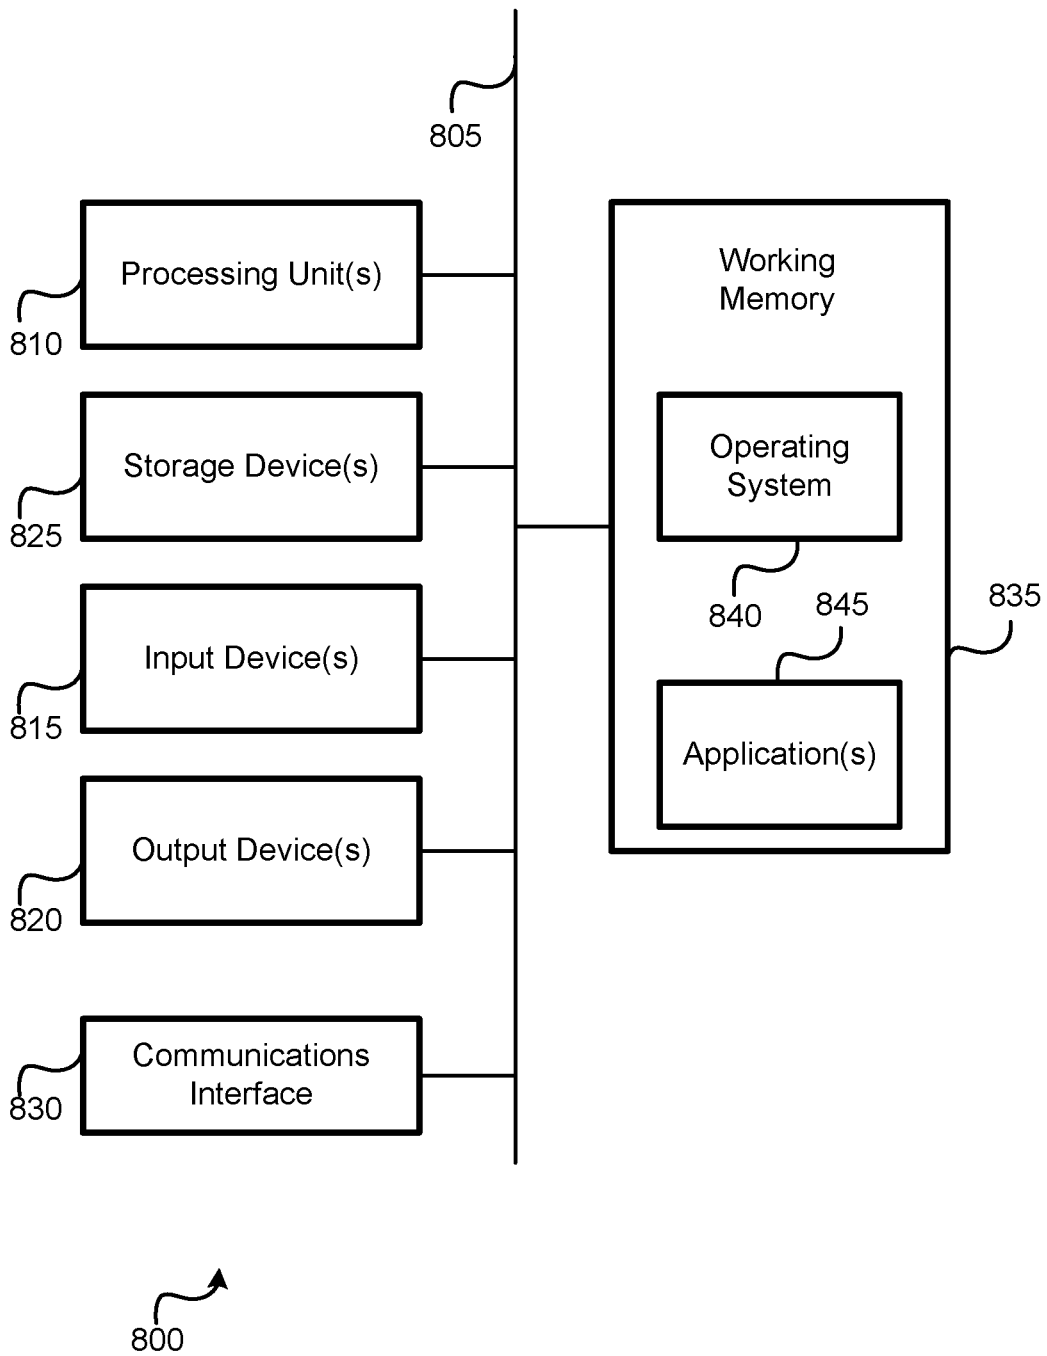 805
Processing Unit(s)
810
Storage Device(s)
825
Input Device(s)
815
Output Device(s)
820
Communications
Interface
830
Working
Memory
Operating
System
840
845
835
Application(s)
800